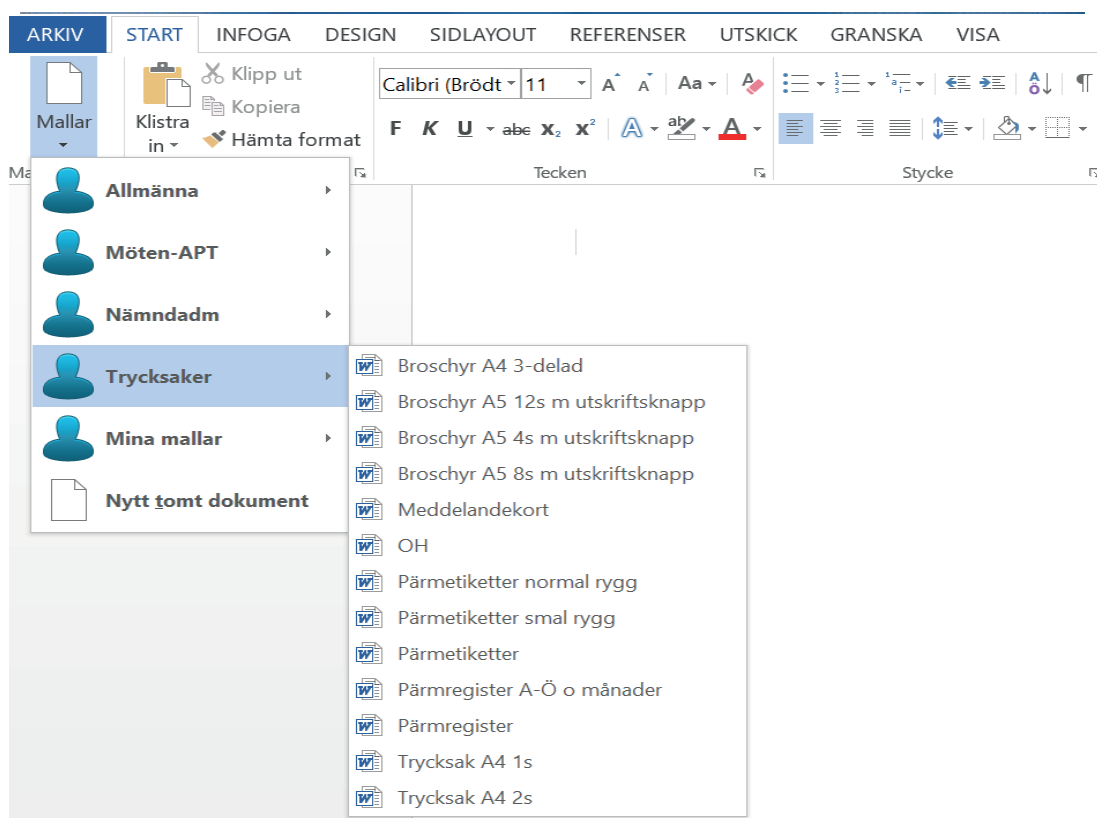 ARKIV START INFOGA DESIGN SIDLAYOUT REFERENSER UTSKICK GRANSKA VISA
Mallar
Klistra in
Klipp ut
Kopiera
Hämta format
Calibri (Brödt 11 A A Aa
F K U abc X₂ X² A ab A
Ma
Tecken
Stycke
Allmänna
Möten-APT
Nämndadm
Trycksaker
Mina mallar
Nytt tomt dokument
Broschyr A4 3-delad
Broschyr A5 12s m utskriftsknapp
Broschyr A5 4s m utskriftsknapp
Broschyr A5 8s m utskriftsknapp
Meddelandekort
OH
Pärmetiketter normal rygg
Pärmetiketter smal rygg
Pärmetiketter
Pärmregister A-Ö o månader
Pärmregister
Trycksak A4 1s
Trycksak A4 2s